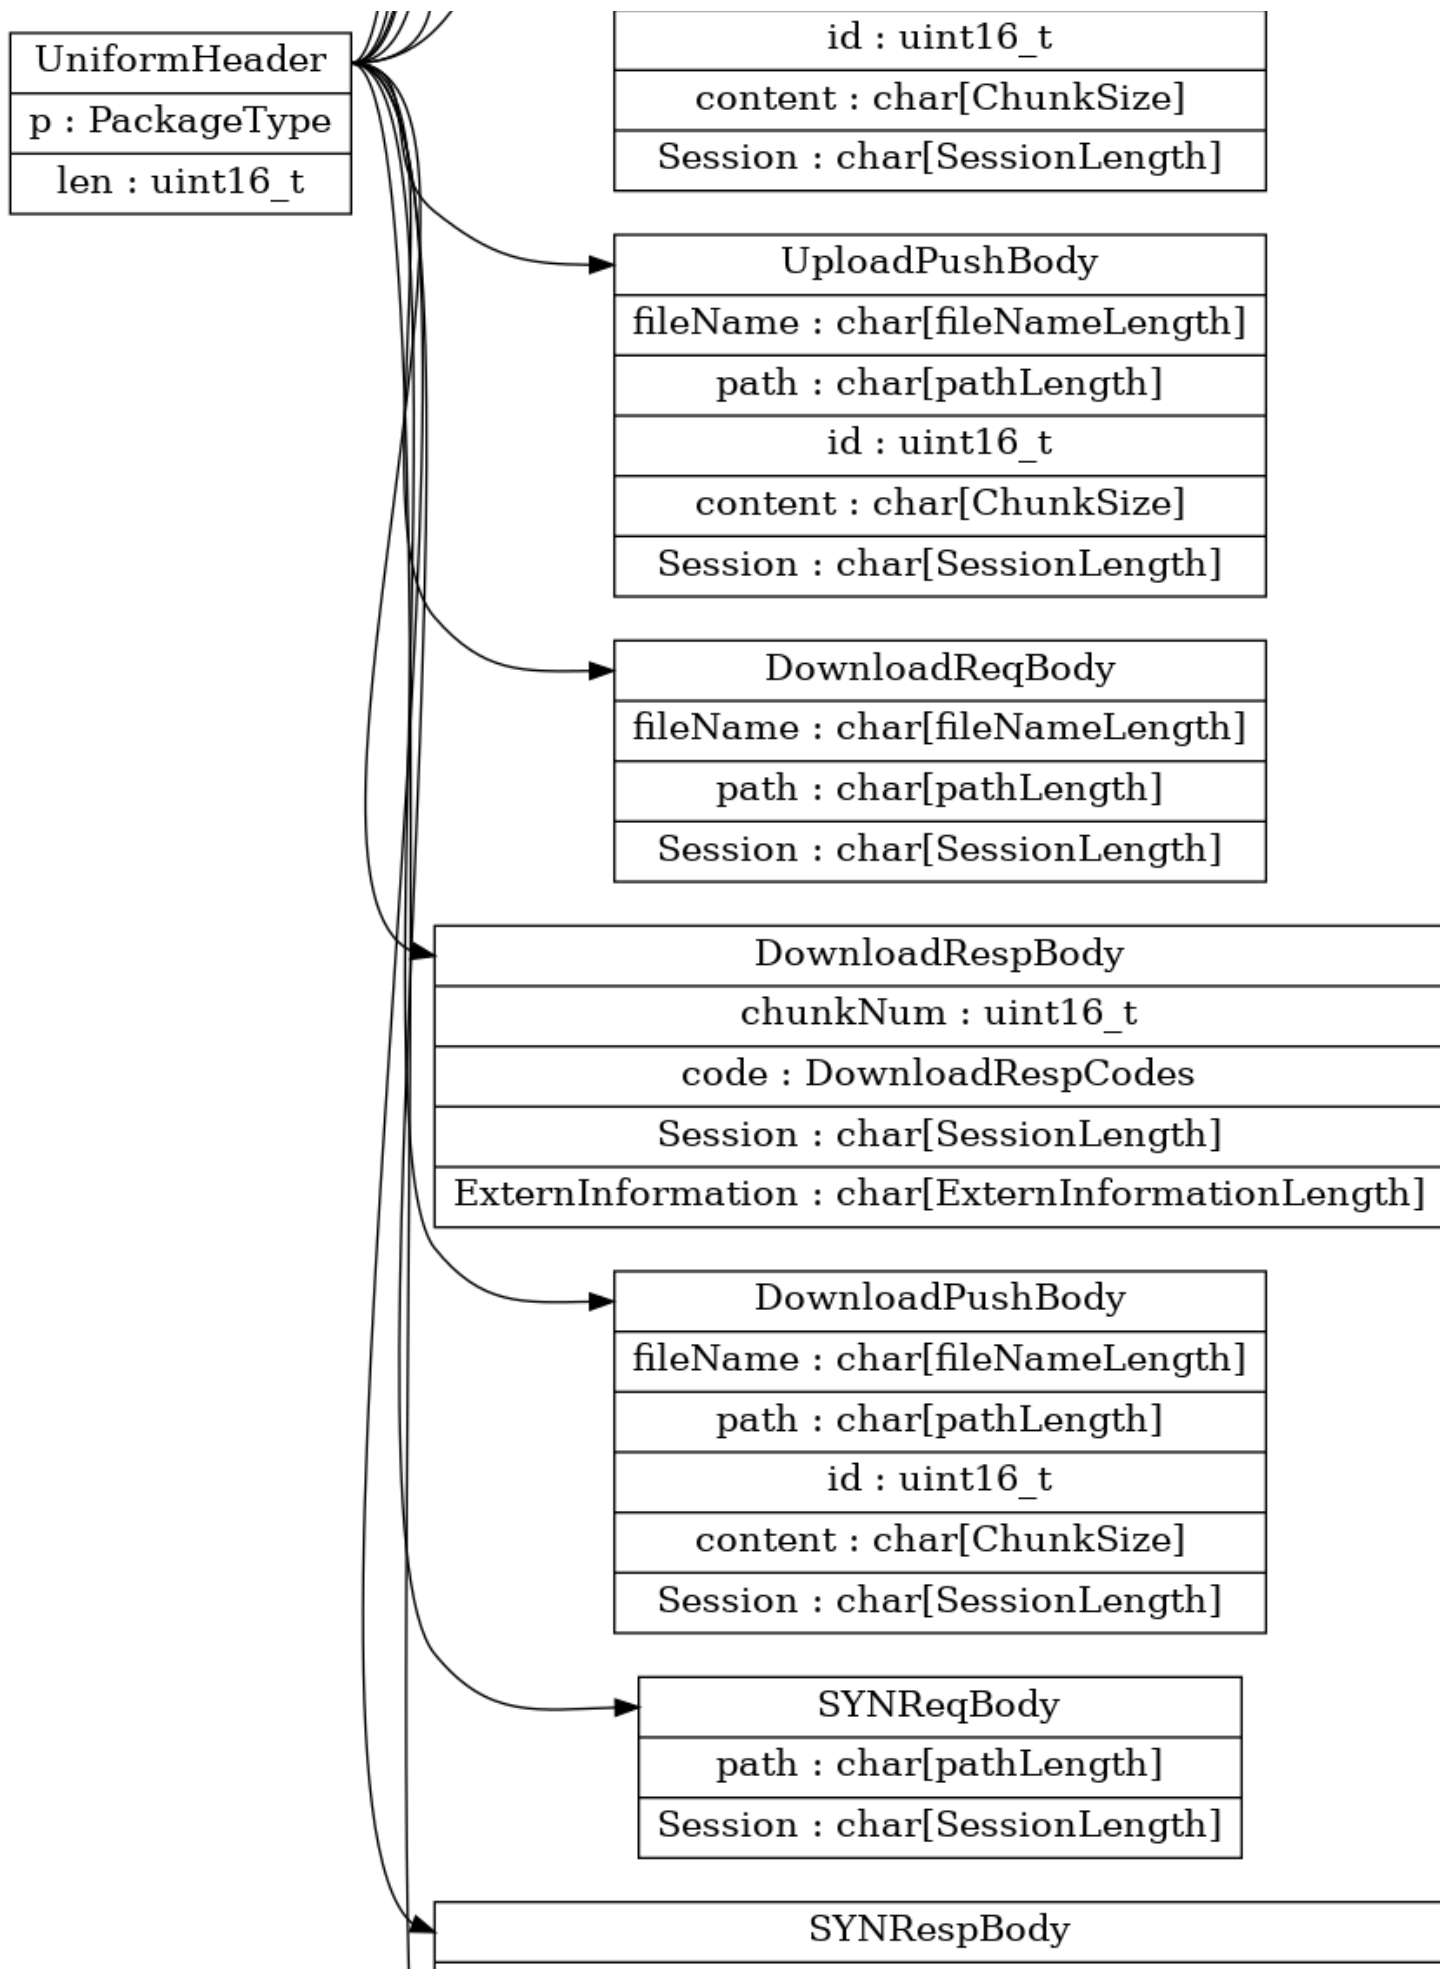 UniformHeader
p : PackageType
len : uint16_t
id : uint16_t
content : char[ChunkSize]
Session : char[SessionLength]
UploadPushBody
fileName : char[fileNameLength]
path : char[pathLength]
id : uint16_t
content : char[ChunkSize]
Session : char[SessionLength]
DownloadReqBody
fileName : char[fileNameLength]
path : char[pathLength]
Session : char[SessionLength]
DownloadRespBody
chunkNum : uint16_t
code : DownloadRespCodes
Session : char[SessionLength]
ExternInformation : char[ExternInformationLength]
DownloadPushBody
fileName : char[fileNameLength]
path : char[pathLength]
id : uint16_t
content : char[ChunkSize]
Session : char[SessionLength]
SYNReqBody
path : char[pathLength]
Session : char[SessionLength]
SYNRespBody